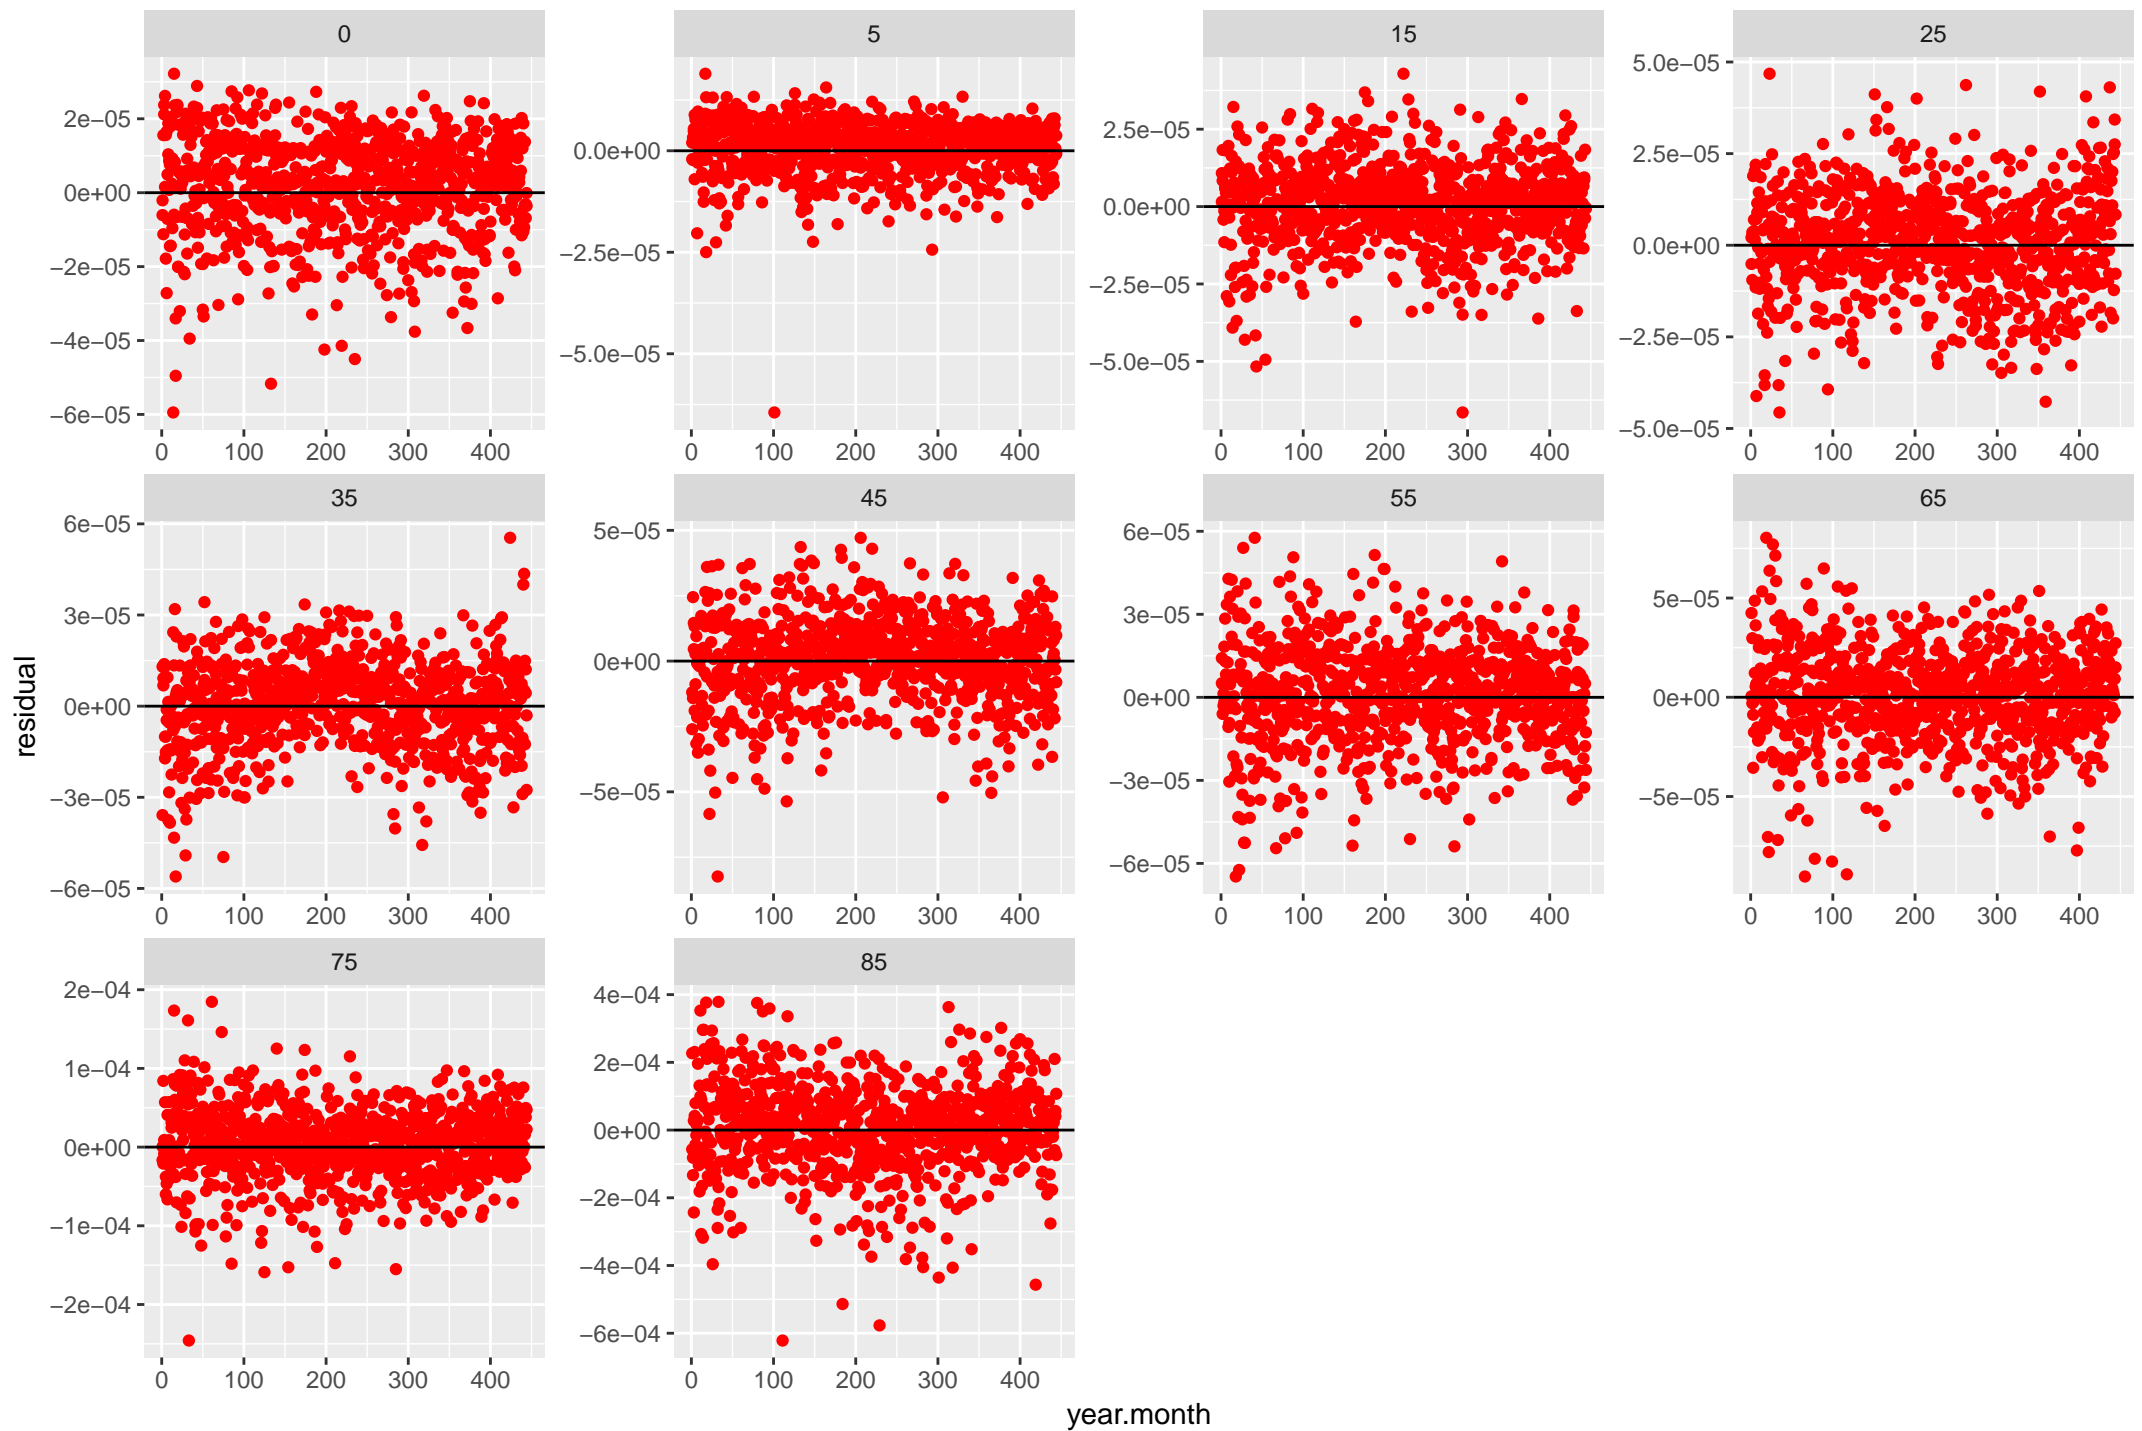 0 5 15 25
2e−05
0e+00
−2e−05
−4e−05
−6e−05
0.0e+00
−2.5e−05
−5.0e−05
2.5e−05
0.0e+00
−2.5e−05
−5.0e−05
5.0e−05
2.5e−05
0.0e+00
−2.5e−05
−5.0e−05
0 100 200 300 400 0 100 200 300 400 0 100 200 300 400 0 100 200 300 400
35 45 55 65
6e−05
3e−05
0e+00
−3e−05
−6e−05
5e−05
0e+00
−5e−05
6e−05
3e−05
0e+00
−3e−05
−6e−05
5e−05
0e+00
−5e−05
0 100 200 300 400 0 100 200 300 400 0 100 200 300 400 0 100 200 300 400
75 85
2e−04
1e−04
0e+00
−1e−04
−2e−04
4e−04
2e−04
0e+00
−2e−04
−4e−04
−6e−04
0 100 200 300 400 0 100 200 300 400
residual
year.month